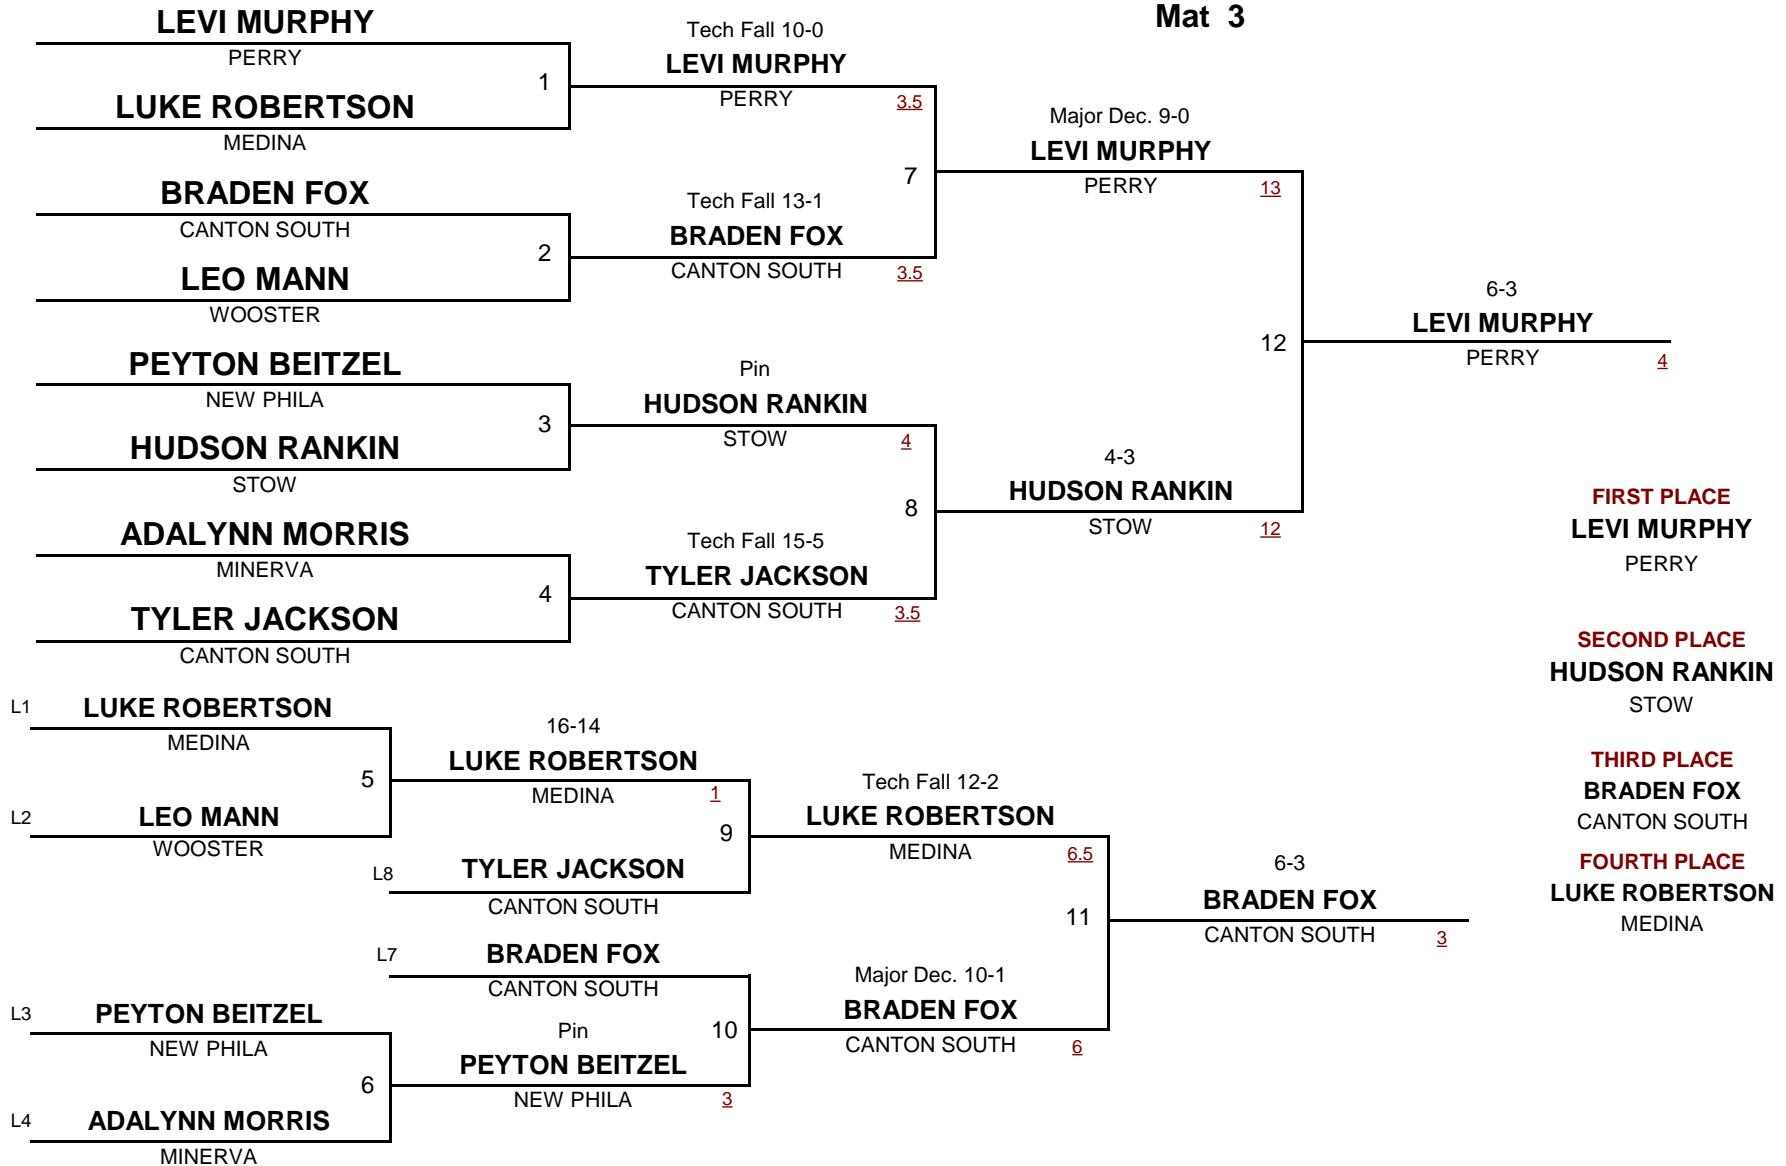 Mat 3
LEVI MURPHY
PERRY
1
LUKE ROBERTSON
MEDINA
BRADEN FOX
CANTON SOUTH
2
LEO MANN
WOOSTER
PEYTON BEITZEL
NEW PHILA
3
HUDSON RANKIN
STOW
ADALYNN MORRIS
MINERVA
4
TYLER JACKSON
CANTON SOUTH
Tech Fall 10-0
LEVI MURPHY
PERRY 3.5
7
Tech Fall 13-1
BRADEN FOX
CANTON SOUTH 3.5
Pin
HUDSON RANKIN
STOW 4
8
Tech Fall 15-5
TYLER JACKSON
CANTON SOUTH 3.5
Major Dec. 9-0
LEVI MURPHY
PERRY 13
12
4-3
HUDSON RANKIN
STOW 12
6-3
LEVI MURPHY
PERRY 4
FIRST PLACE
LEVI MURPHY
PERRY
SECOND PLACE
HUDSON RANKIN
STOW
THIRD PLACE
BRADEN FOX
CANTON SOUTH
FOURTH PLACE
LUKE ROBERTSON
MEDINA
L1 LUKE ROBERTSON
MEDINA
5
L2 LEO MANN
WOOSTER
16-14
LUKE ROBERTSON
MEDINA 1
9
L8 TYLER JACKSON
CANTON SOUTH
L7 BRADEN FOX
CANTON SOUTH
L3 PEYTON BEITZEL
NEW PHILA
6
L4 ADALYNN MORRIS
MINERVA
Pin 10
PEYTON BEITZEL
NEW PHILA 3
Tech Fall 12-2
LUKE ROBERTSON
MEDINA 6.5
11
Major Dec. 10-1
BRADEN FOX
CANTON SOUTH 6
6-3
BRADEN FOX
CANTON SOUTH 3